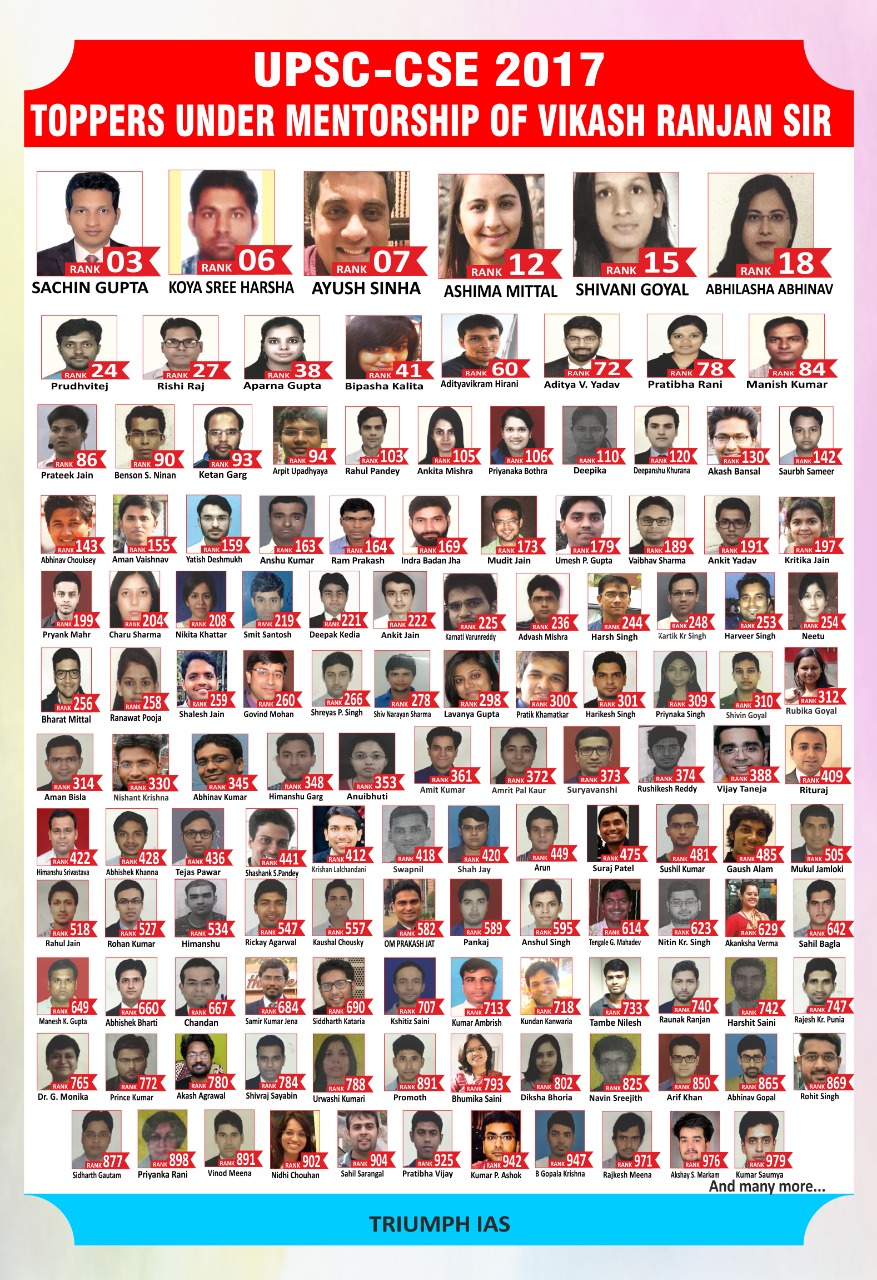 UPSC-CSE 2017
TOPPERS UNDER MENTORSHIP OF VIKASH RANJAN SIR
RANK 03 RANK 06 RANK 07 RANK 12 RANK 15 RANK 18
SACHIN GUPTA KOYA SREE HARSHA AYUSH SINHA ASHIMA MITTAL SHIVANI GOYAL ABHILASHA ABHINAV
RANK 24 RANK 27 RANK 38 RANK 41 RANK 60 RANK 72 RANK 78 RANK 84
Prudhvitej Rishi Raj Aparna Gupta Bipasha Kalita Adityavikram Hirani Aditya V. Yadav Pratibha Rani Manish Kumar
RANK 86 RANK 90 RANK 93 RANK 94 RANK 103 RANK 105 RANK 106 RANK 110 RANK 120 RANK 130 RANK 142
Prateek Jain Benson S. Ninan Ketan Garg Arpit Upadhyaya Rahul Pandey Ankita Mishra Priyanaka Bothra Deepika Deepanshu Khurana Akash Bansal Saurbh Sameer
RANK 143 RANK 155 RANK 159 RANK 163 RANK 164 RANK 169 RANK 173 RANK 179 RANK 189 RANK 191 RANK 197
Abhinav Chouksey Aman Vaishnav Yatish Deshmukh Anshu Kumar Ram Prakash Indra Badan Jha Mudit Jain Umesh P. Gupta Vaibhav Sharma Ankit Yadav Kritika Jain
RANK 199 RANK 204 RANK 208 RANK 219 RANK 221 RANK 222 RANK 225 RANK 236 RANK 244 RANK 248 RANK 253 RANK 254
Pryank Mahr Charu Sharma Nikita Khattar Smit Santosh Deepak Kedia Ankit Jain Kamati Varunreddy Advash Mishra Harsh Singh Kartik Kr Singh Harveer Singh Neetu
RANK 256 RANK 258 RANK 259 RANK 260 RANK 266 RANK 278 RANK 298 RANK 300 RANK 301 RANK 309 RANK 310 RANK 312
Bharat Mittal Ranawat Pooja Shalesh Jain Govind Mohan Shreyas P. Singh Shiv Narayan Sharma Lavanya Gupta Pratik Khamatkar Harikesh Singh Priynaka Singh Shivin Goyal Rubika Goyal
RANK 314 RANK 330 RANK 345 RANK 348 RANK 353 RANK 361 RANK 372 RANK 373 RANK 374 RANK 388 RANK 409
Aman Bisla Nishant Krishna Abhinav Kumar Himanshu Garg Anuibhuti Amit Kumar Amrit Pal Kaur Suryavanshi Rushikesh Reddy Vijay Taneja Rituraj
RANK 422 RANK 428 RANK 436 RANK 441 RANK 412 RANK 418 RANK 420 RANK 449 RANK 475 RANK 481 RANK 485 RANK 505
Himanshu Srivastava Abhishek Khanna Tejas Pawar Shashank S.Pandey Krishan Lalchandani Swapnil Shah Jay Arun Suraj Patel Sushil Kumar Gaush Alam Mukul Jamloki
RANK 518 RANK 527 RANK 534 RANK 547 RANK 557 RANK 582 RANK 589 RANK 595 RANK 614 RANK 623 RANK 629 RANK 642
Rahul Jain Rohan Kumar Himanshu Rickay Agarwal Kaushal Chousky OM PRAKASH JAT Pankaj Anshul Singh Tengale G. Mahadev Nitin Kr. Singh Akanksha Verma Sahil Bagla
RANK 649 RANK 660 RANK 667 RANK 684 RANK 690 RANK 707 RANK 713 RANK 718 RANK 733 RANK 740 RANK 742 RANK 747
Manesh K. Gupta Abhishek Bharti Chandan Samir Kumar Jena Siddharth Kataria Kshitiz Saini Kumar Ambrish Kundan Kanwaria Tambe Nilesh Raunak Ranjan Harshit Saini Rajesh Kr. Punia
RANK 765 RANK 772 RANK 780 RANK 784 RANK 788 RANK 891 RANK 793 RANK 802 RANK 825 RANK 850 RANK 865 RANK 869
Dr. G. Monika Prince Kumar Akash Agrawal Shivraj Sayabin Urwashi Kumari Promoth Bhumika Saini Diksha Bhoria Navin Sreejith Arif Khan Abhinav Gopal Rohit Singh
RANK 877 RANK 898 RANK 891 RANK 902 RANK 904 RANK 925 RANK 942 RANK 947 RANK 971 RANK 976 RANK 979
Sidharth Gautam Priyanka Rani Vinod Meena Nidhi Chouhan Sahil Sarangal Pratibha Vijay Kumar P. Ashok B Gopala Krishna Rajkesh Meena Akshay S. Markam Kumar Saumya
And many more...
TRIUMPH IAS